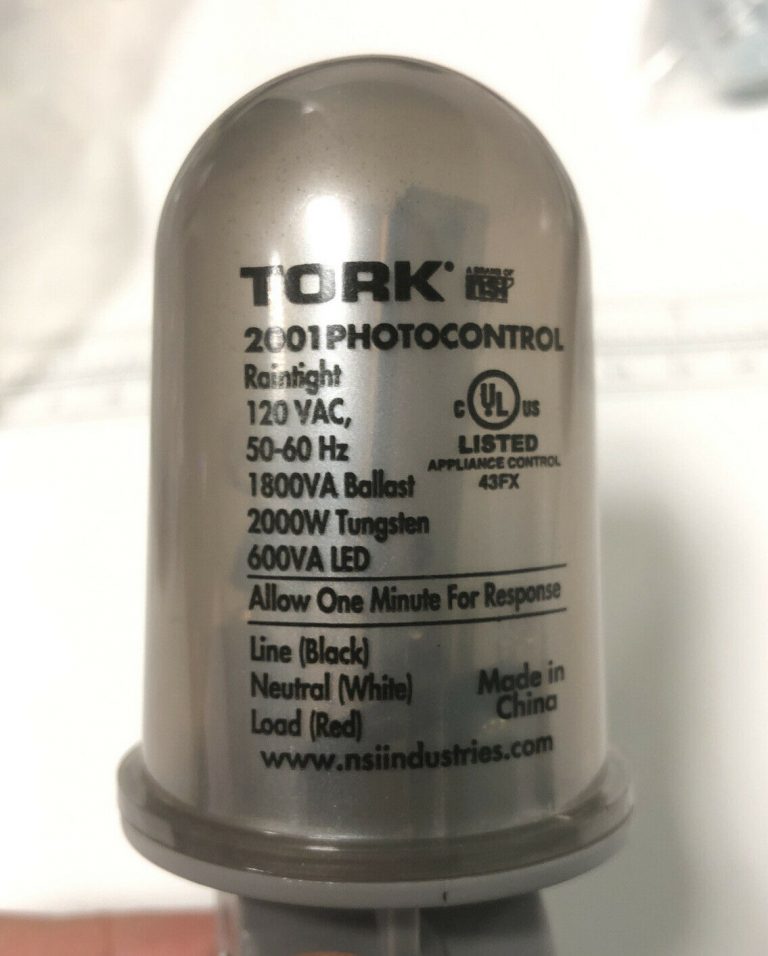 TORK® A BRAND OF NSI
2001 PHOTOCONTROL
Raintight
120 VAC,
50-60 Hz
1800VA Ballast
2000W Tungsten
600VA LED
C UL US
LISTED
APPLIANCE CONTROL
43FX
Allow One Minute For Response
Line (Black)
Neutral (White)
Load (Red)
Made in
China
www.nsiindustries.com